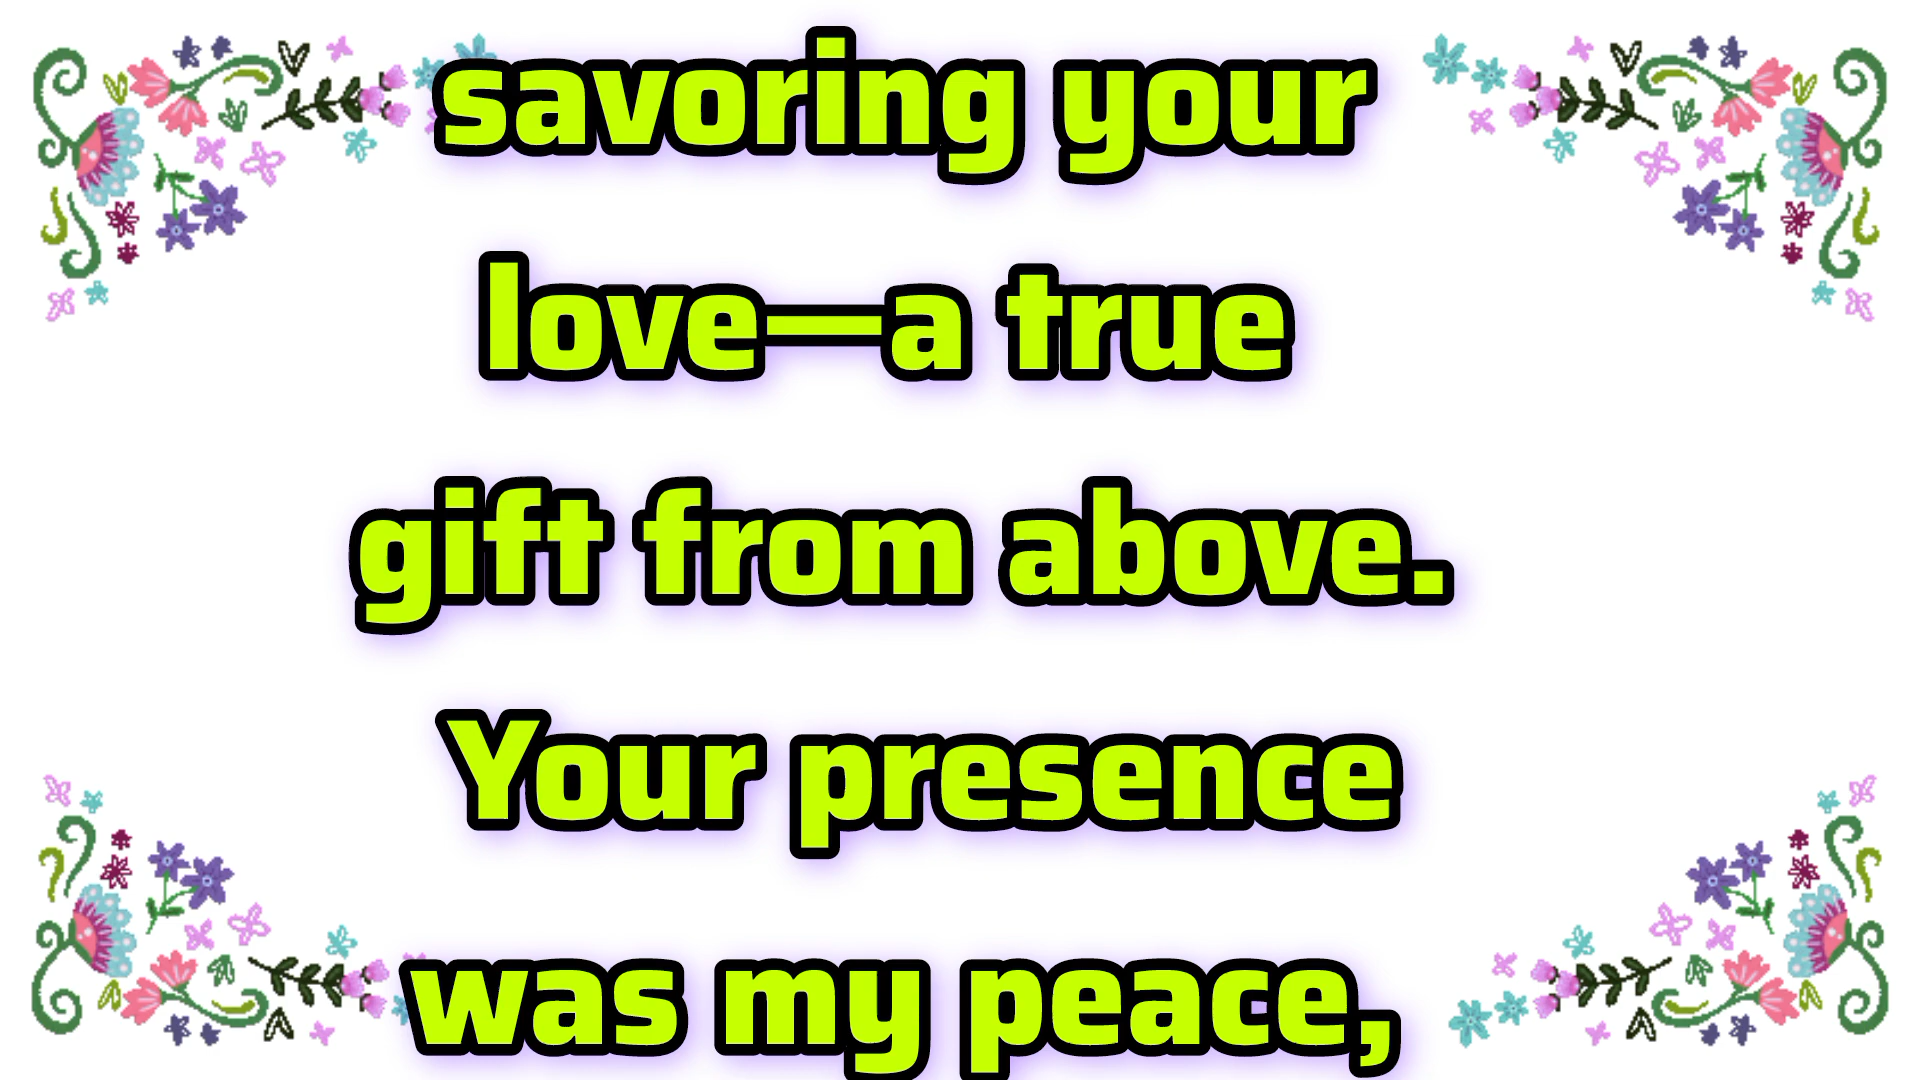 savoring your
love—a true
gift from above.
Your presence
was my peace,